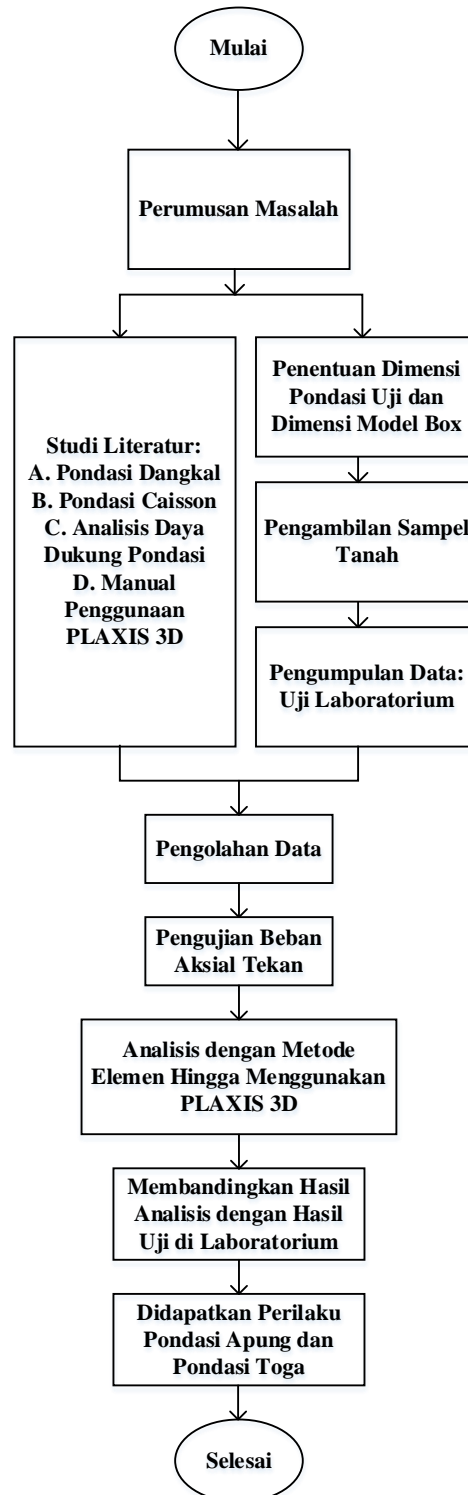 Mulai
Perumusan Masalah
Studi Literatur:
A. Pondasi Dangkal
B. Pondasi Caisson
C. Analisis Daya
Dukung Pondasi
D. Manual
Penggunaan
PLAXIS 3D
Penentuan Dimensi
Pondasi Uji dan
Dimensi Model Box
Pengambilan Sampel
Tanah
Pengumpulan Data:
Uji Laboratorium
Pengolahan Data
Pengujian Beban
Aksial Tekan
Analisis dengan Metode
Elemen Hingga Menggunakan
PLAXIS 3D
Membandingkan Hasil
Analisis dengan Hasil
Uji di Laboratorium
Didapatkan Perilaku
Pondasi Apung dan
Pondasi Toga
Selesai